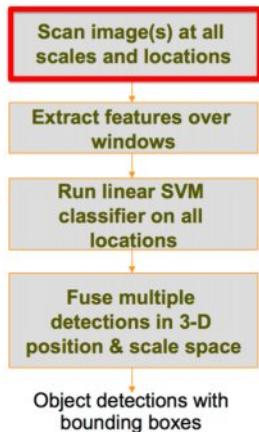 Scan image(s) at all
scales and locations
Extract features over
windows
Run linear SVM
classifier on all
locations
Fuse multiple
detections in 3-D
position & scale space
Object detections with
bounding boxes